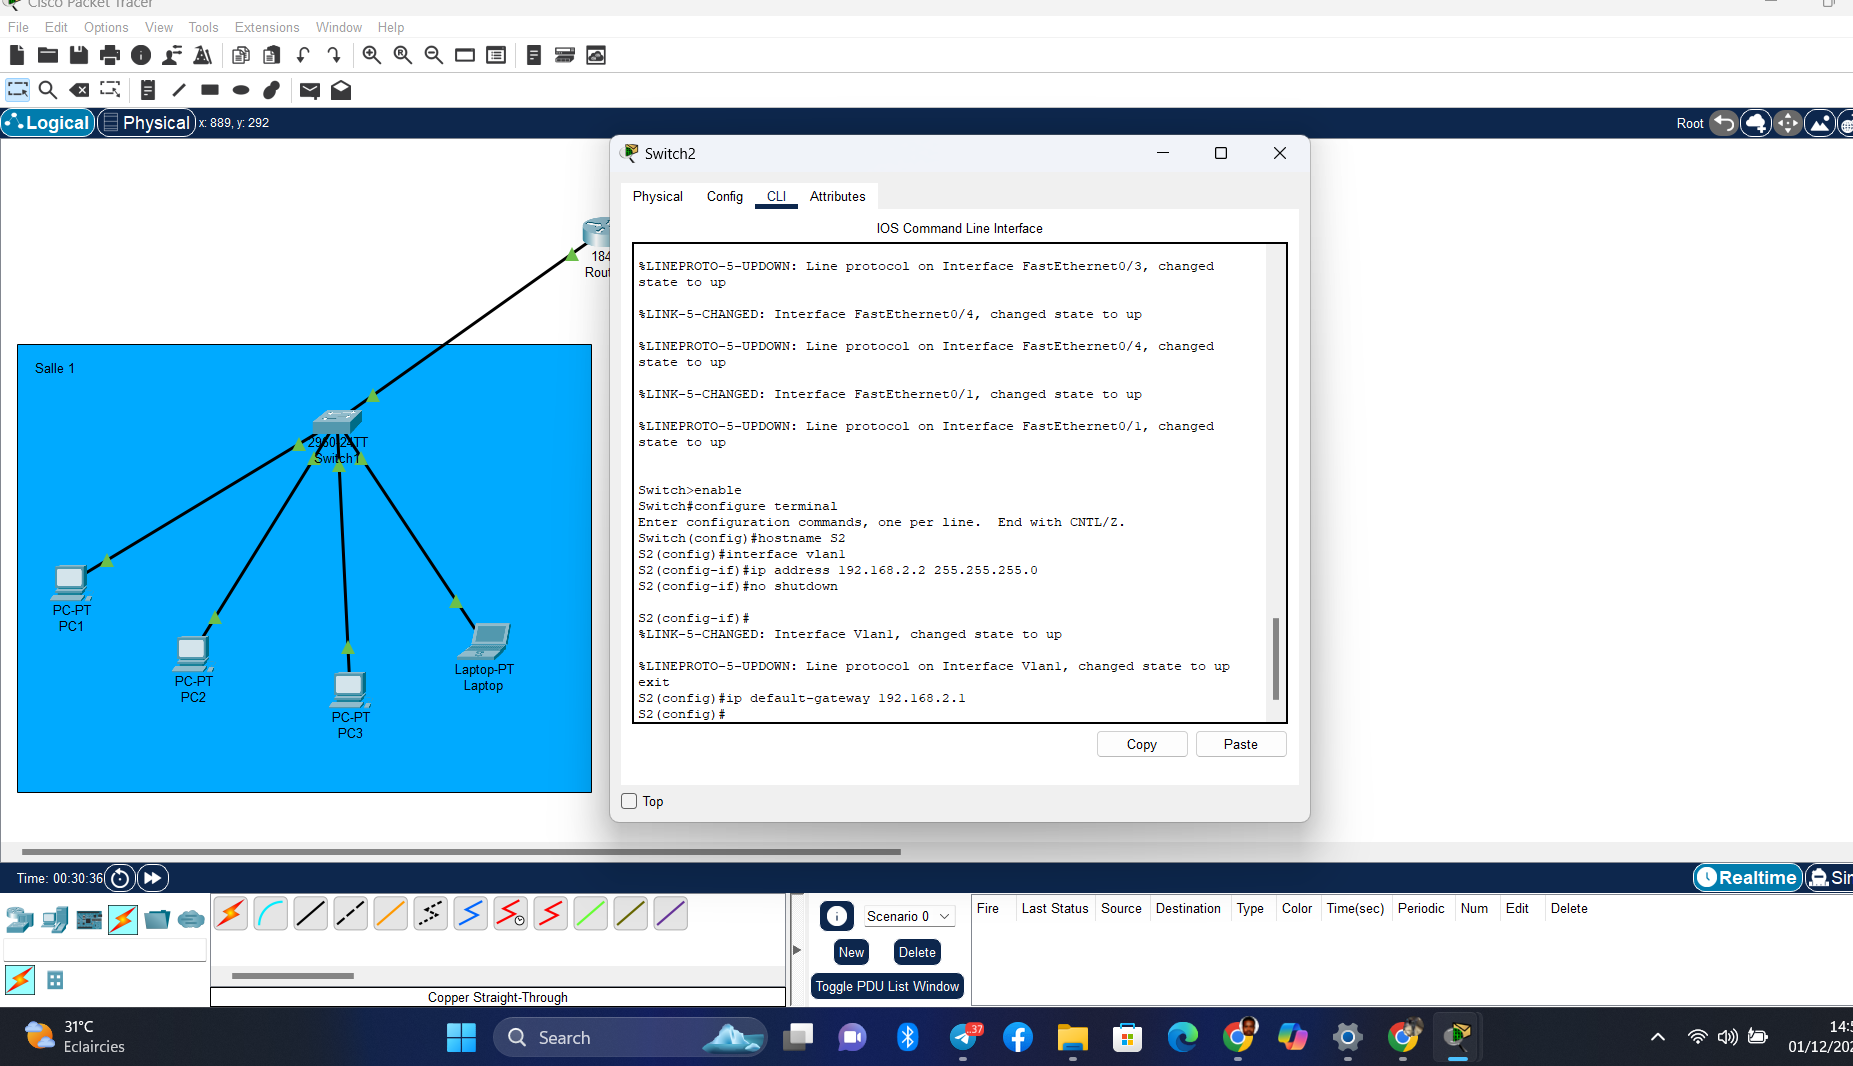 Cisco Packet Tracer
File Edit Options View Tools Extensions Window Help
Logical Physical x: 889, y: 292
Root
Salle 1
184
Rout
2960-24TT
Switch1
PC-PT
PC1
PC-PT
PC2
PC-PT
PC3
Laptop-PT
Laptop
Switch2
Physical Config CLI Attributes
IOS Command Line Interface
%LINEPROTO-5-UPDOWN: Line protocol on Interface FastEthernet0/3, changed
state to up
%LINK-5-CHANGED: Interface FastEthernet0/4, changed state to up
%LINEPROTO-5-UPDOWN: Line protocol on Interface FastEthernet0/4, changed
state to up
%LINK-5-CHANGED: Interface FastEthernet0/1, changed state to up
%LINEPROTO-5-UPDOWN: Line protocol on Interface FastEthernet0/1, changed
state to up
Switch>enable
Switch#configure terminal
Enter configuration commands, one per line.  End with CNTL/Z.
Switch(config)#hostname S2
S2(config)#interface vlan1
S2(config-if)#ip address 192.168.2.2 255.255.255.0
S2(config-if)#no shutdown
S2(config-if)#
%LINK-5-CHANGED: Interface Vlan1, changed state to up
%LINEPROTO-5-UPDOWN: Line protocol on Interface Vlan1, changed state to up
exit
S2(config)#ip default-gateway 192.168.2.1
S2(config)#
Copy Paste
Top
Time: 00:30:36
Realtime Sir
Scenario 0
New Delete
Toggle PDU List Window
Fire Last Status Source Destination Type Color Time(sec) Periodic Num Edit Delete
Copper Straight-Through
31°C
Eclaircies
Search
37
14:5
01/12/202